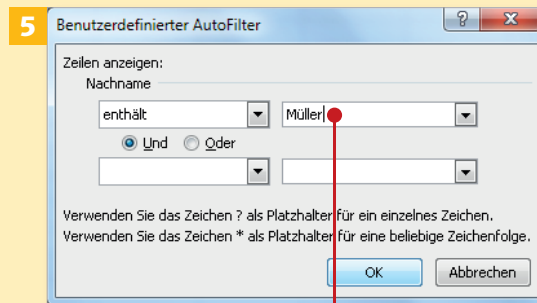 5
Benutzerdefinierter AutoFilter
Zeilen anzeigen:
Nachname
enthält Müller
Und Oder
Verwenden Sie das Zeichen ? als Platzhalter für ein einzelnes Zeichen.
Verwenden Sie das Zeichen * als Platzhalter für eine beliebige Zeichenfolge.
OK Abbrechen